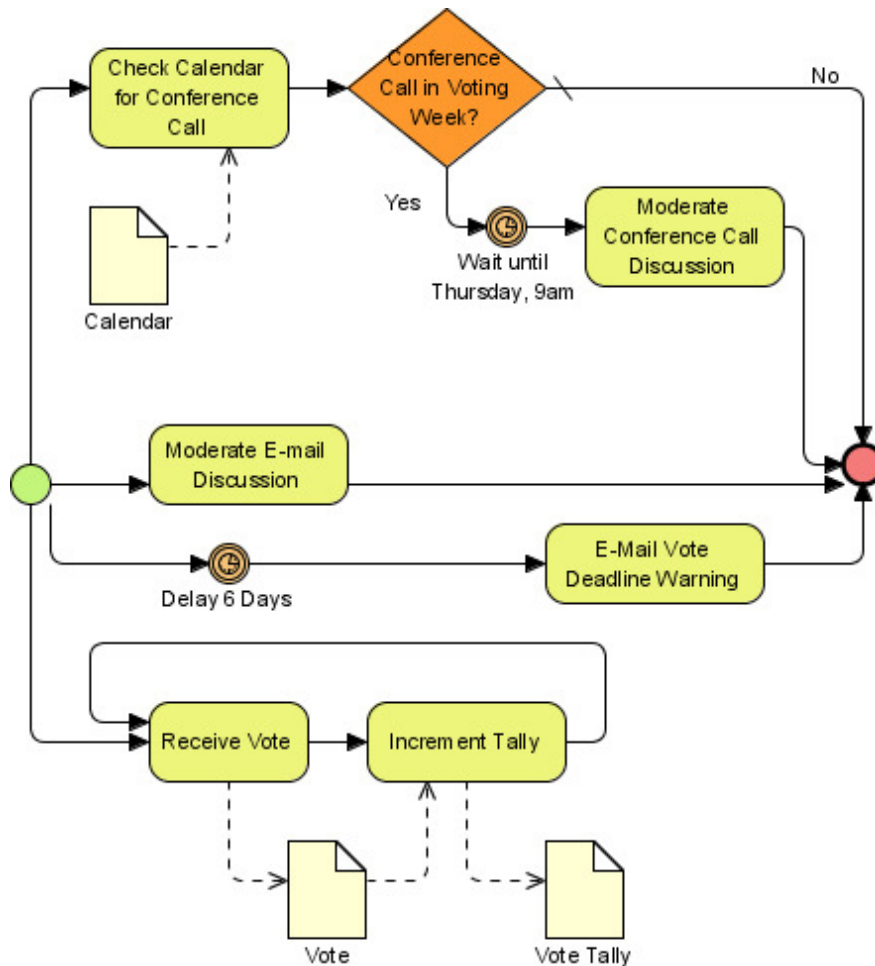 Check Calendar
for Conference
Call
Conference
Call in Voting
Week?
No
Yes
Wait until
Thursday, 9am
Moderate
Conference Call
Discussion
Calendar
Moderate E-mail
Discussion
Delay 6 Days
E-Mail Vote
Deadline Warning
Receive Vote
Increment Tally
Vote
Vote Tally